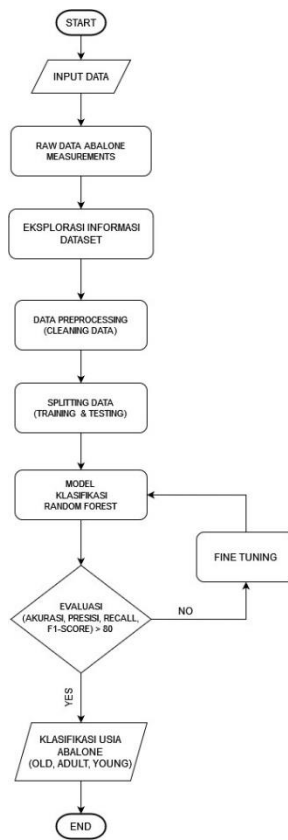 START
INPUT DATA
RAW DATA ABALONE
MEASUREMENTS
EKSPLORASI INFORMASI
DATASET
DATA PREPROCESSING
(CLEANING DATA)
SPLITTING DATA
(TRAINING & TESTING)
MODEL
KLASIFIKASI
RANDOM FOREST
FINE TUNING
EVALUASI
(AKURASI, PRESISI, RECALL,
F1-SCORE) > 80
NO
YES
KLASIFIKASI USIA
ABALONE
(OLD, ADULT, YOUNG)
END